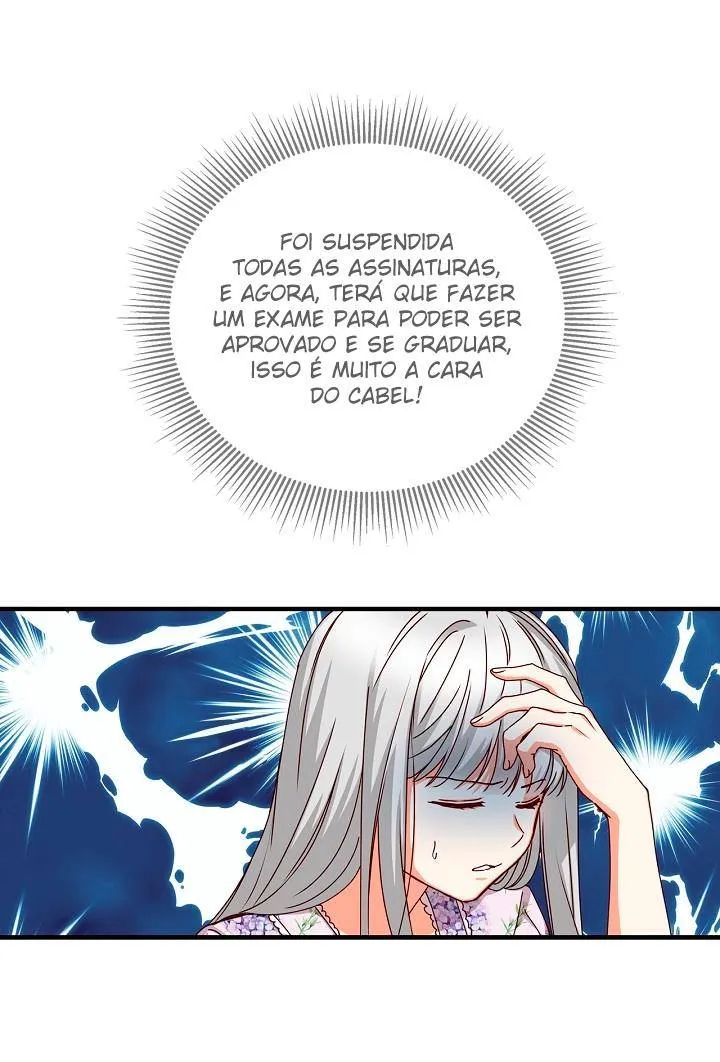 FOI SUSPENDIDA
TODAS AS ASSINATURAS,
E AGORA, TERÁ QUE FAZER
UM EXAME PARA PODER SER
APROVADO E SE GRADUAR,
ISSO É MUITO A CARA
DO CABEL!